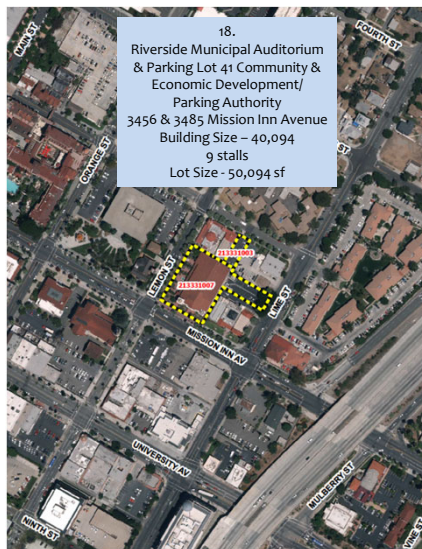 18.
Riverside Municipal Auditorium
& Parking Lot 41 Community &
Economic Development/
Parking Authority
3456 & 3485 Mission Inn Avenue
Building Size – 40,094
9 stalls
Lot Size - 50,094 sf
MAIN ST
FOURTH ST
ORANGE ST
ST
213331003
LEMON ST
213331007
LIME ST
MISSION INN AV
UNIVERSITY AV
MULBERRY ST
NINTH ST
VINE ST